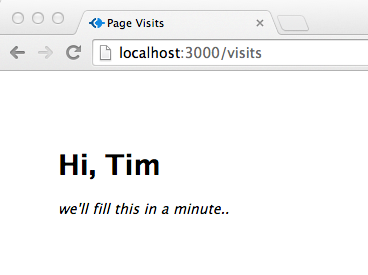 Page Visits
localhost:3000/visits
Hi, Tim
we'll fill this in a minute..